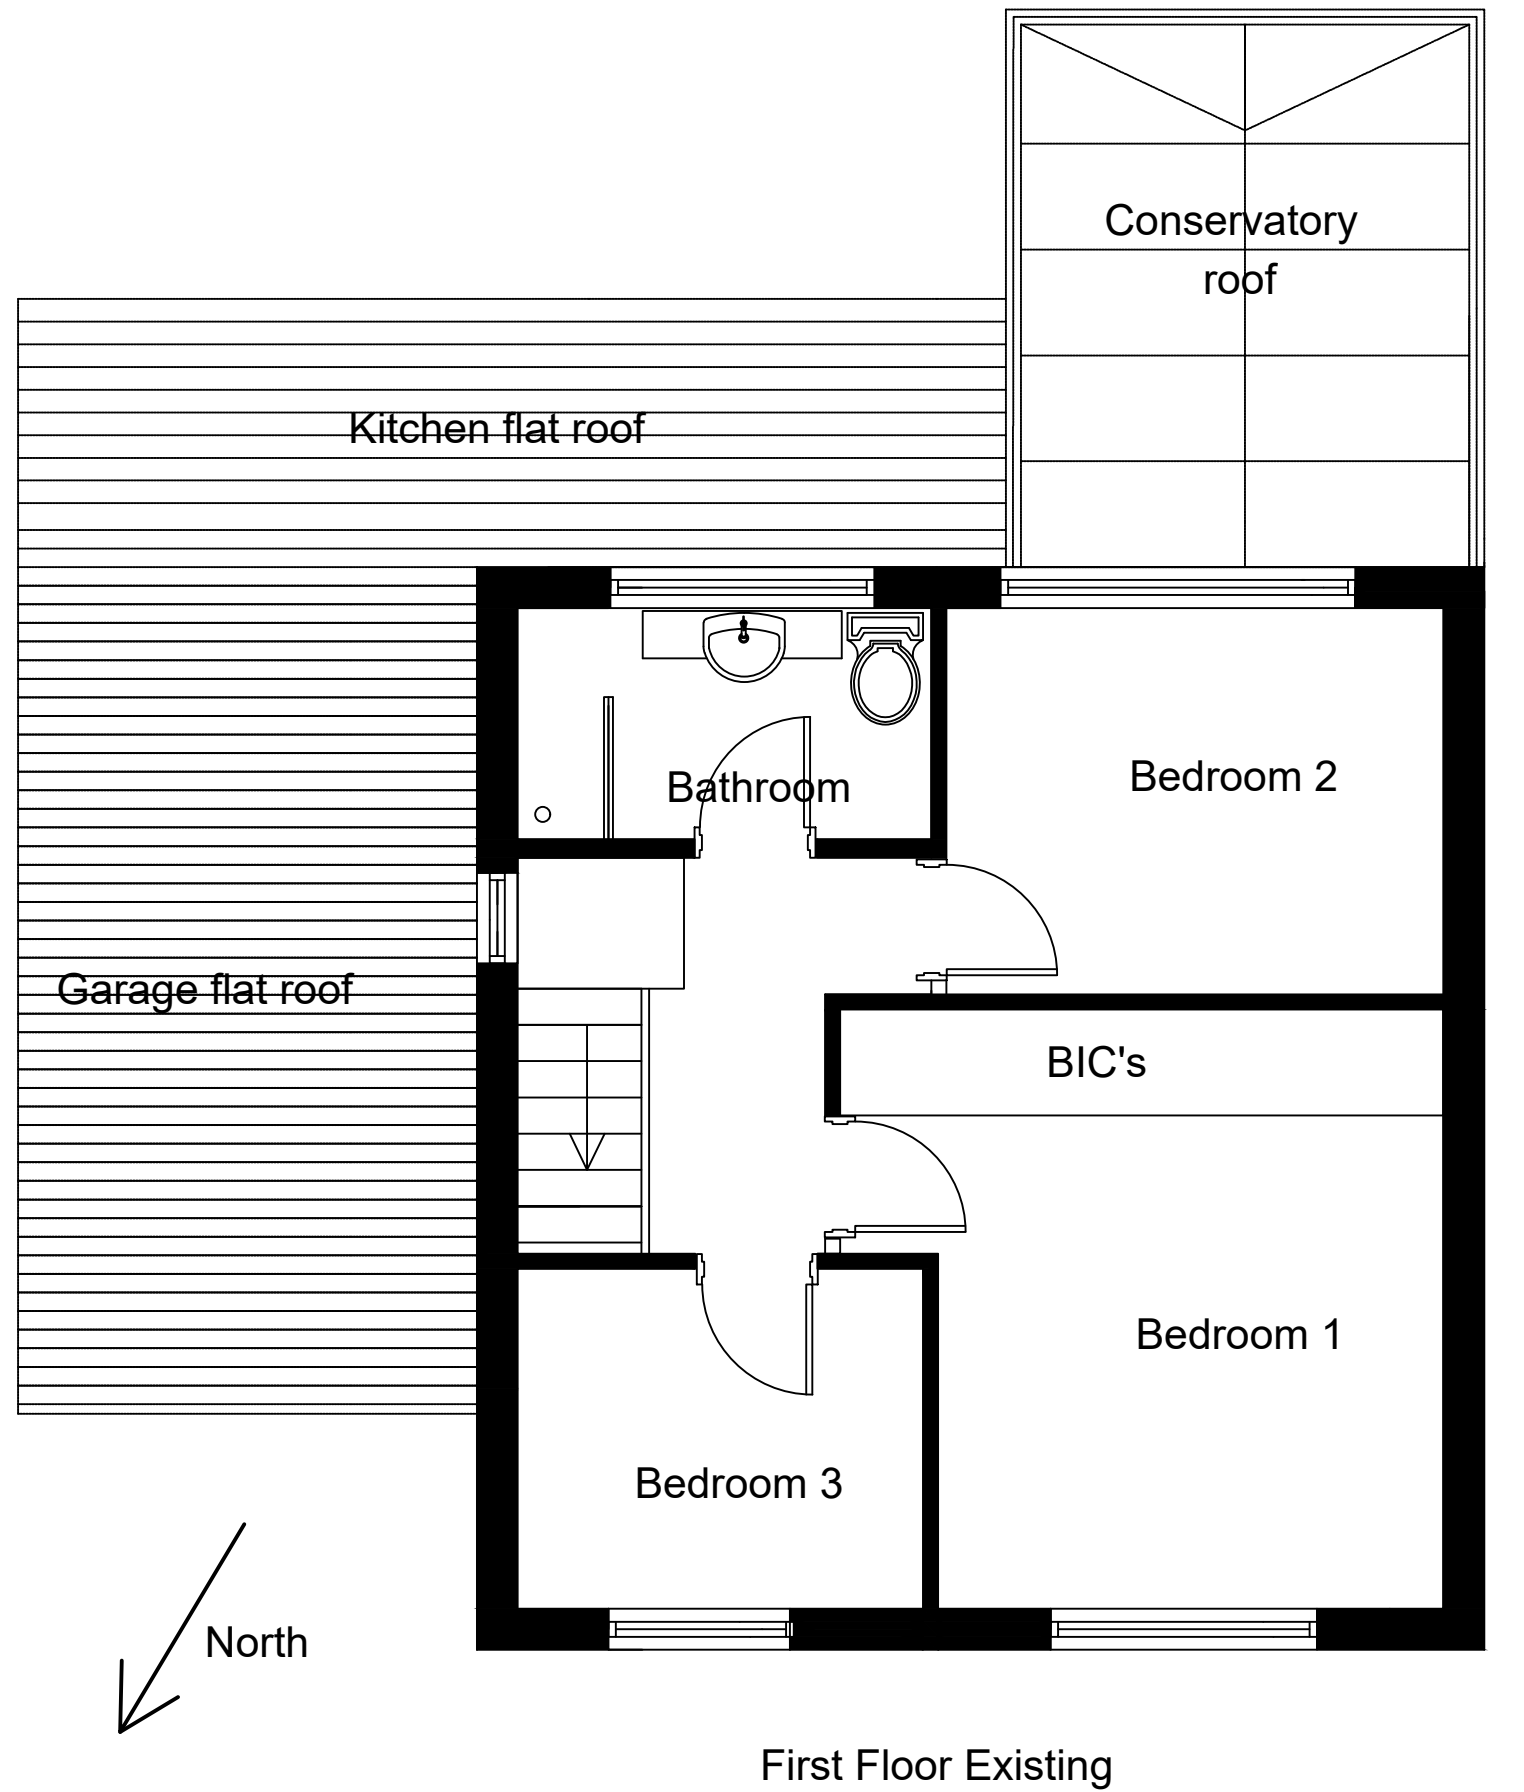 Conservatory
roof
Kitchen flat roof
Bathroom
Bedroom 2
Garage flat roof
BIC's
Bedroom 1
Bedroom 3
North
First Floor Existing